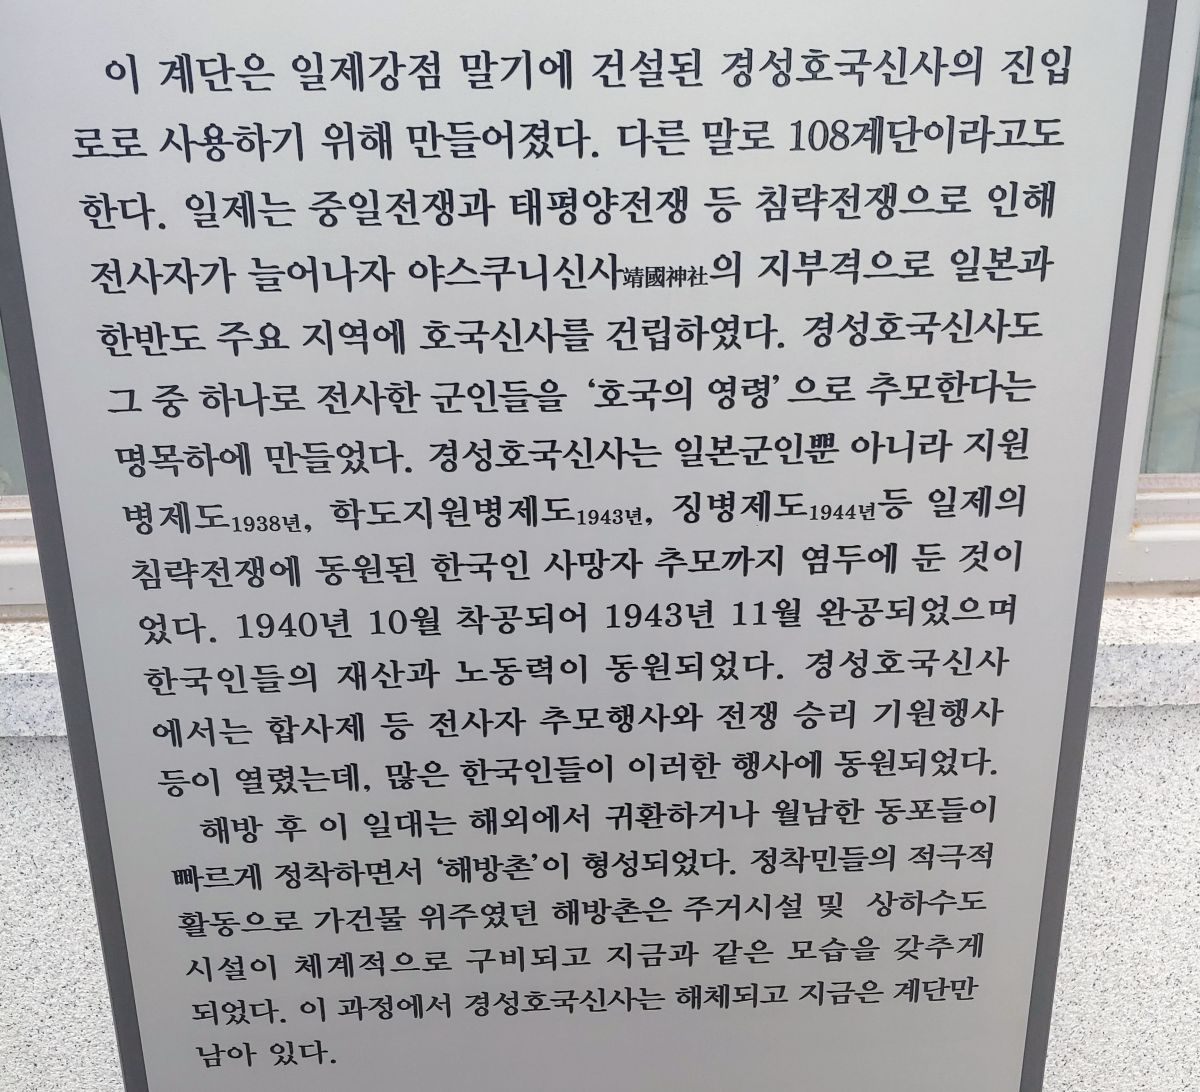 이 계단은 일제강점 말기에 건설된 경성호국신사의 진입
로로 사용하기 위해 만들어졌다. 다른 말로 108계단이라고도
한다. 일제는 중일전쟁과 태평양전쟁 등 침략전쟁으로 인해
전사자가 늘어나자 야스쿠니신사靖國神社의 지부격으로 일본과
한반도 주요 지역에 호국신사를 건립하였다. 경성호국신사도
그 중 하나로 전사한 군인들을 ‘호국의 영령’으로 추모한다는
명목하에 만들었다. 경성호국신사는 일본군인뿐 아니라 지원
병제도1938년, 학도지원병제도1943년, 징병제도1944년등 일제의
침략전쟁에 동원된 한국인 사망자 추모까지 염두에 둔 것이
었다. 1940년 10월 착공되어 1943년 11월 완공되었으며
한국인들의 재산과 노동력이 동원되었다. 경성호국신사
에서는 합사제 등 전사자 추모행사와 전쟁 승리 기원행사
등이 열렸는데, 많은 한국인들이 이러한 행사에 동원되었다.
해방 후 이 일대는 해외에서 귀환하거나 월남한 동포들이
빠르게 정착하면서 ‘해방촌’이 형성되었다. 정착민들의 적극적
활동으로 가건물 위주였던 해방촌은 주거시설 및 상하수도
시설이 체계적으로 구비되고 지금과 같은 모습을 갖추게
되었다. 이 과정에서 경성호국신사는 해체되고 지금은 계단만
남아 있다.